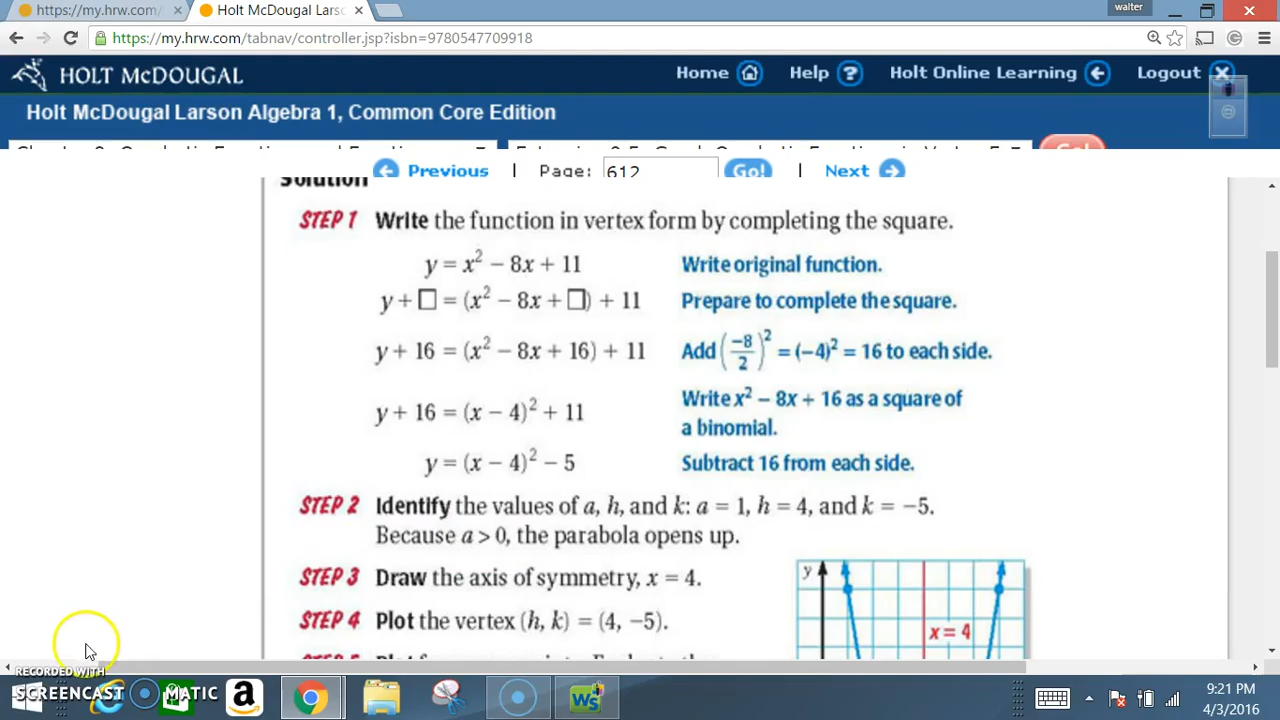 https://my.hrw.com/ × Holt McDougal Lars × walter
https://my.hrw.com/tabnav/controller.jsp?isbn=9780547709918
HOLT MCDOUGAL Home Help ? Holt Online Learning Logout X
Holt McDougal Larson Algebra 1, Common Core Edition
Previous | Page: 612 Go! | Next
Solution
STEP 1 Write the function in vertex form by completing the square.
y = x² − 8x + 11 Write original function.
y + □ = (x² − 8x + □) + 11 Prepare to complete the square.
y + 16 = (x² − 8x + 16) + 11 Add (−8/2)² = (−4)² = 16 to each side.
y + 16 = (x − 4)² + 11 Write x² − 8x + 16 as a square of
a binomial.
y = (x − 4)² − 5 Subtract 16 from each side.
STEP 2 Identify the values of a, h, and k: a = 1, h = 4, and k = −5.
Because a > 0, the parabola opens up.
STEP 3 Draw the axis of symmetry, x = 4.
y
STEP 4 Plot the vertex (h, k) = (4, −5).
x = 4
RECORDED WITH
SCREENCAST MATIC
a
WS
9:21 PM
4/3/2016